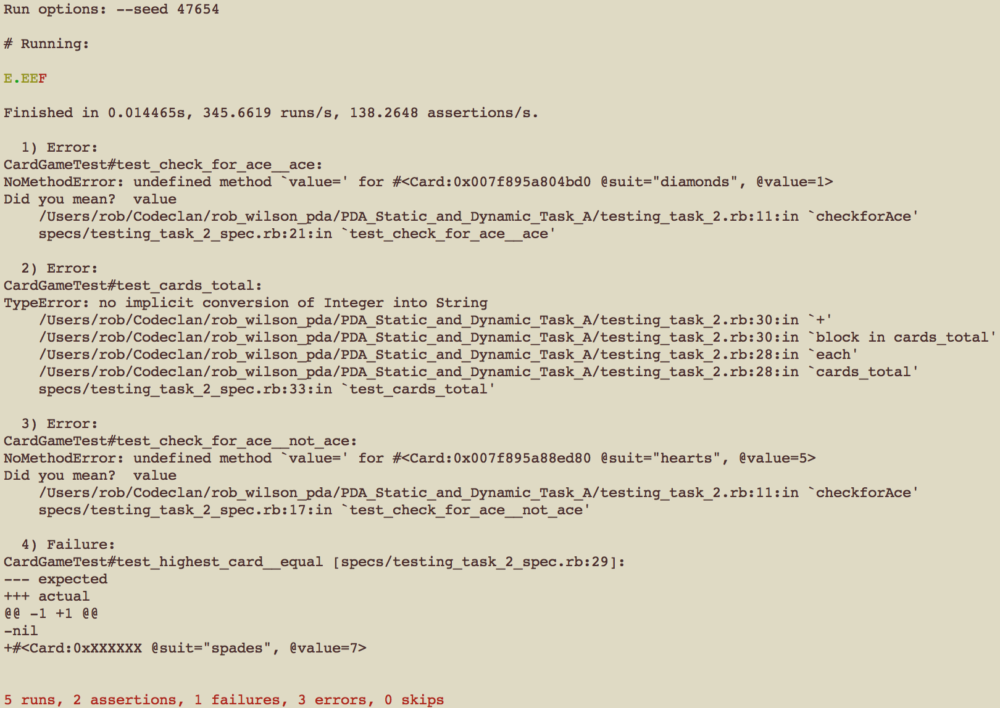 Run options: --seed 47654
# Running:
E.EEF
Finished in 0.014465s, 345.6619 runs/s, 138.2648 assertions/s.
1) Error:
CardGameTest#test_check_for_ace__ace:
NoMethodError: undefined method `value=' for #<Card:0x007f895a804bd0 @suit="diamonds", @value=1>
Did you mean?  value
/Users/rob/Codeclan/rob_wilson_pda/PDA_Static_and_Dynamic_Task_A/testing_task_2.rb:11:in `checkforAce'
specs/testing_task_2_spec.rb:21:in `test_check_for_ace__ace'
2) Error:
CardGameTest#test_cards_total:
TypeError: no implicit conversion of Integer into String
/Users/rob/Codeclan/rob_wilson_pda/PDA_Static_and_Dynamic_Task_A/testing_task_2.rb:30:in `+'
/Users/rob/Codeclan/rob_wilson_pda/PDA_Static_and_Dynamic_Task_A/testing_task_2.rb:30:in `block in cards_total'
/Users/rob/Codeclan/rob_wilson_pda/PDA_Static_and_Dynamic_Task_A/testing_task_2.rb:28:in `each'
/Users/rob/Codeclan/rob_wilson_pda/PDA_Static_and_Dynamic_Task_A/testing_task_2.rb:28:in `cards_total'
specs/testing_task_2_spec.rb:33:in `test_cards_total'
3) Error:
CardGameTest#test_check_for_ace__not_ace:
NoMethodError: undefined method `value=' for #<Card:0x007f895a88ed80 @suit="hearts", @value=5>
Did you mean?  value
/Users/rob/Codeclan/rob_wilson_pda/PDA_Static_and_Dynamic_Task_A/testing_task_2.rb:11:in `checkforAce'
specs/testing_task_2_spec.rb:17:in `test_check_for_ace__not_ace'
4) Failure:
CardGameTest#test_highest_card__equal [specs/testing_task_2_spec.rb:29]:
--- expected
+++ actual
@@ -1 +1 @@
-nil
+#<Card:0xXXXXXX @suit="spades", @value=7>
5 runs, 2 assertions, 1 failures, 3 errors, 0 skips